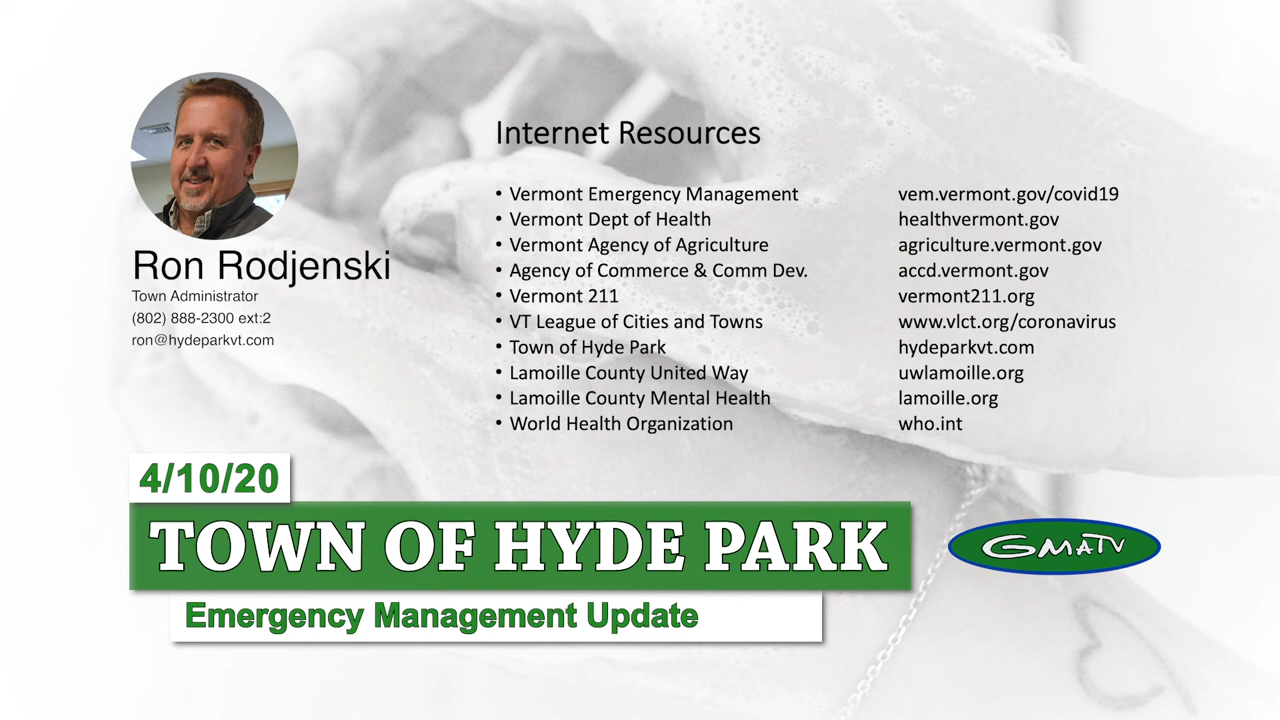 Ron Rodjenski
Town Administrator
(802) 888-2300 ext:2
ron@hydeparkvt.com
Internet Resources
• Vermont Emergency Management vem.vermont.gov/covid19
• Vermont Dept of Health healthvermont.gov
• Vermont Agency of Agriculture agriculture.vermont.gov
• Agency of Commerce & Comm Dev. accd.vermont.gov
• Vermont 211 vermont211.org
• VT League of Cities and Towns www.vlct.org/coronavirus
• Town of Hyde Park hydeparkvt.com
• Lamoille County United Way uwlamoille.org
• Lamoille County Mental Health lamoille.org
• World Health Organization who.int
4/10/20
TOWN OF HYDE PARK
Emergency Management Update
GMATV